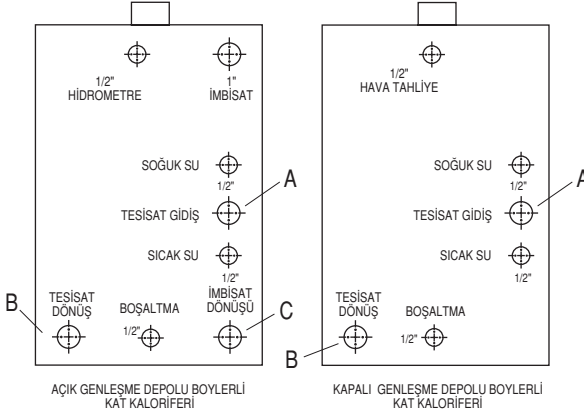 1/2"
HİDROMETRE
1"
İMBİSAT
SOĞUK SU
1/2"
A
TESİSAT GİDİŞ
SICAK SU
1/2"
B
TESİSAT
DÖNÜŞ
BOŞALTMA
1/2"
İMBİSAT
DÖNÜŞÜ
C
AÇIK GENLEŞME DEPOLU BOYLERLİ
KAT KALORİFERİ
1/2"
HAVA TAHLİYE
SOĞUK SU
1/2"
A
TESİSAT GİDİŞ
SICAK SU
1/2"
TESİSAT
DÖNÜŞ
B
BOŞALTMA
1/2"
KAPALI GENLEŞME DEPOLU BOYLERLİ
KAT KALORİFERİ